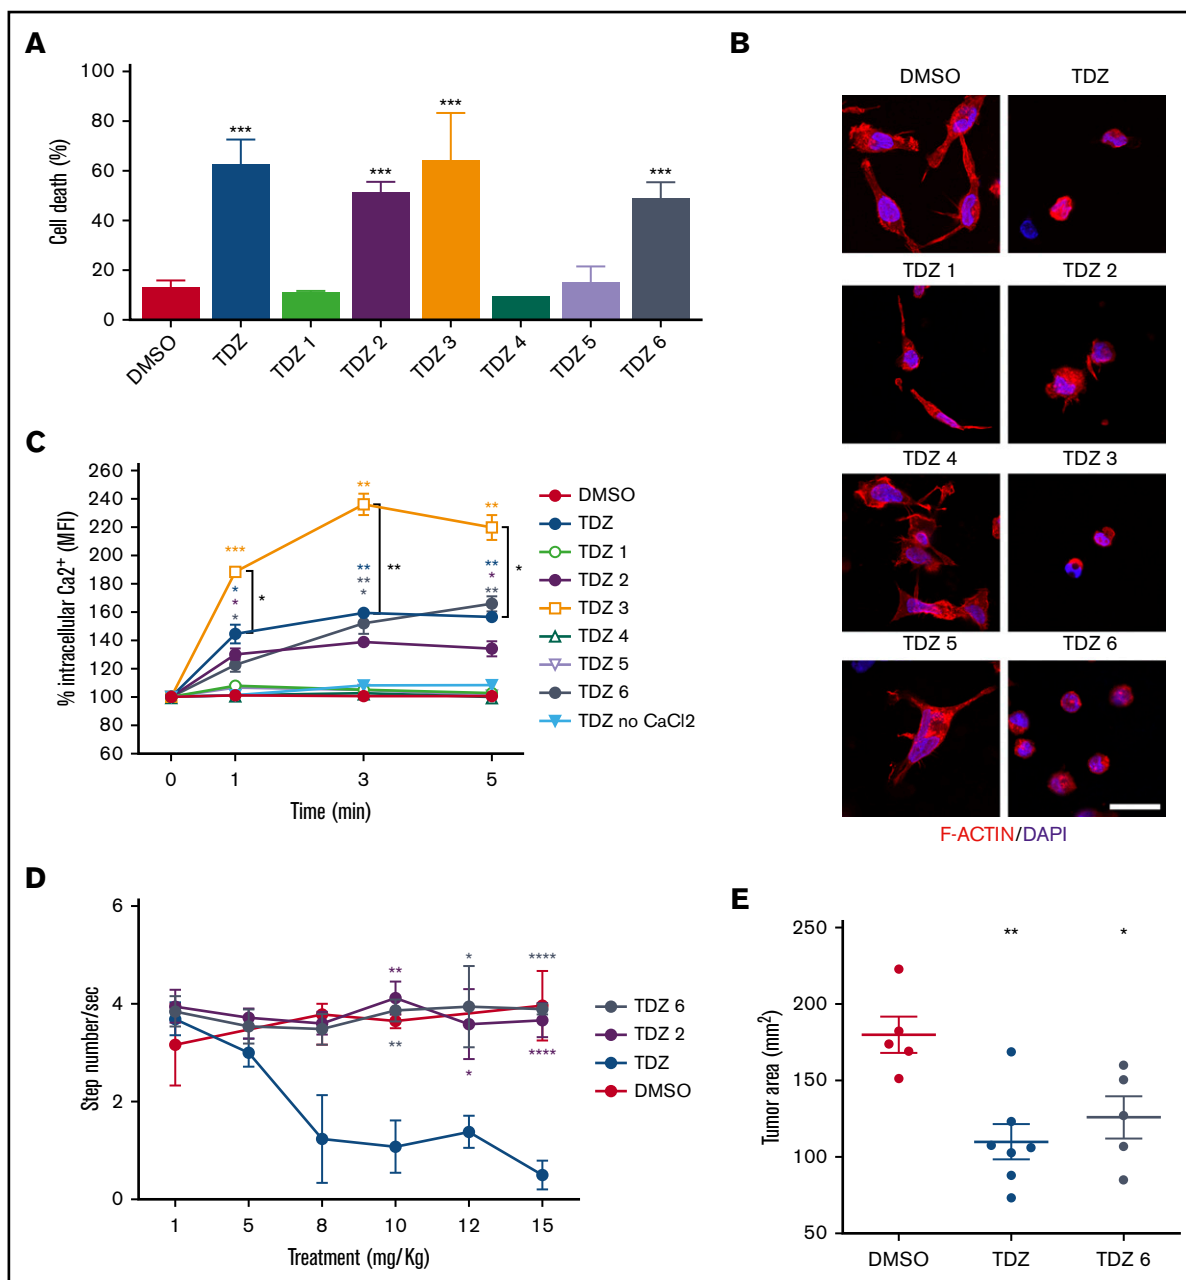 A
100
80
60
40
20
0
Cell death (%)
***
***
***
***
DMSO
TDZ
TDZ 1
TDZ 2
TDZ 3
TDZ 4
TDZ 5
TDZ 6
B
DMSO
TDZ
TDZ 1
TDZ 2
TDZ 4
TDZ 3
TDZ 5
TDZ 6
F-ACTIN/DAPI
C
260
240
220
200
180
160
140
120
100
80
60
% intracellular Ca2⁺ (MFI)
***
*
*
*
*
**
**
**
*
**
**
**
*
**
*
0
1
3
5
Time (min)
DMSO
TDZ
TDZ 1
TDZ 2
TDZ 3
TDZ 4
TDZ 5
TDZ 6
TDZ no CaCl2
D
6
4
2
0
Step number/sec
**
**
*
*
****
****
1
5
8
10
12
15
Treatment (mg/Kg)
TDZ 6
TDZ 2
TDZ
DMSO
E
250
200
150
100
50
Tumor area (mm²)
**
*
DMSO
TDZ
TDZ 6